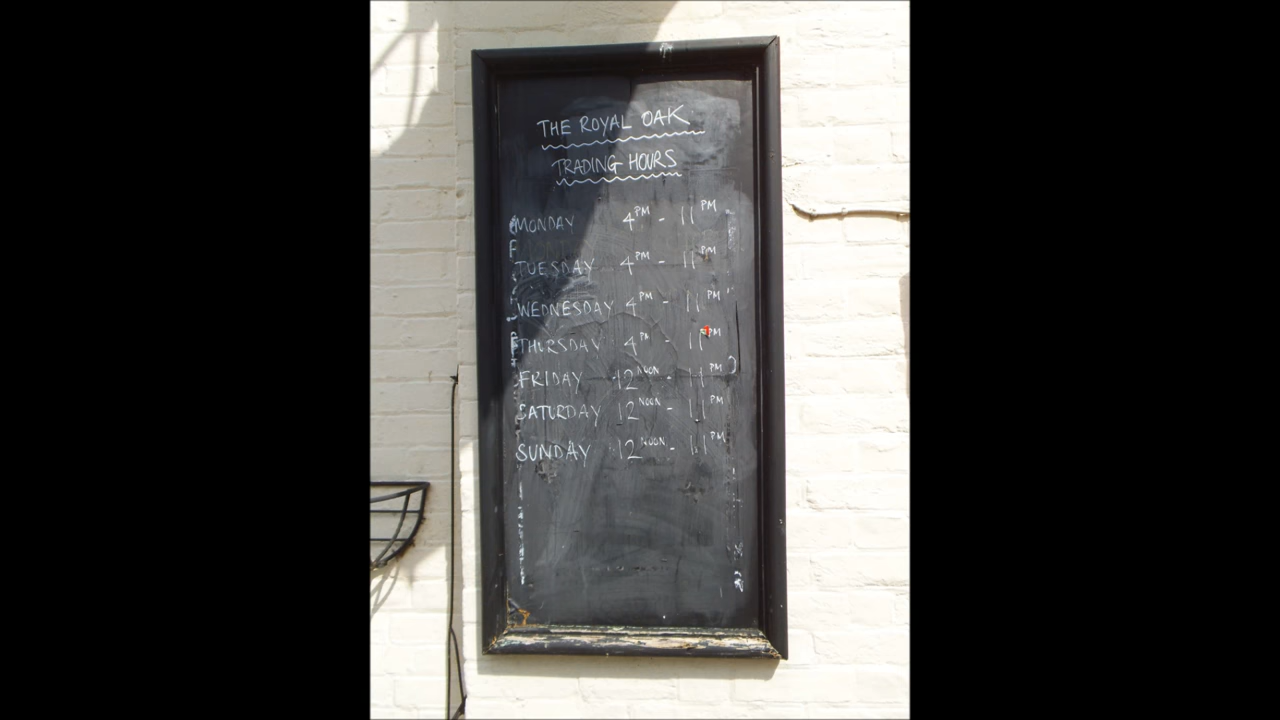 THE ROYAL OAK
TRADING HOURS
MONDAY 4PM - 11PM
TUESDAY 4PM - 11PM
WEDNESDAY 4PM - 11PM
THURSDAY 4PM - 11PM
FRIDAY 12NOON - 11PM
SATURDAY 12NOON - 11PM
SUNDAY 12NOON - 11PM